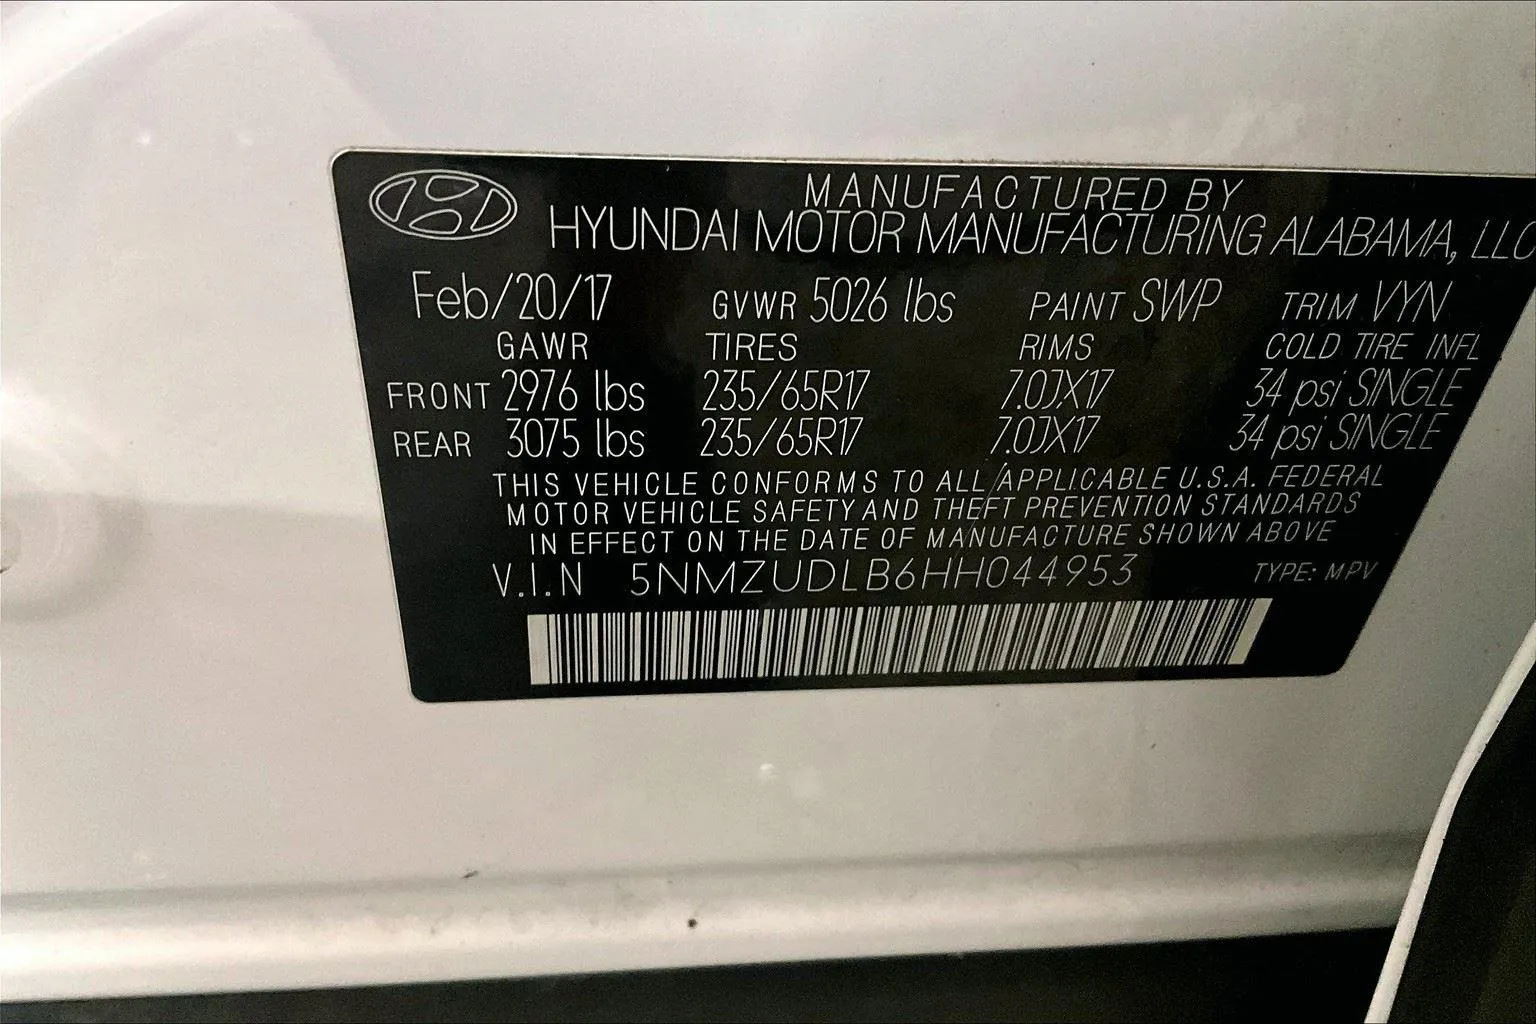 MANUFACTURED BY
HYUNDAI MOTOR MANUFACTURING ALABAMA, LLC
Feb/20/17 GVWR 5026 lbs PAINT SWP TRIM VYN
GAWR TIRES RIMS COLD TIRE INFL
FRONT 2976 lbs 235/65R17 7.0JX17 34 psi SINGLE
REAR 3075 lbs 235/65R17 7.0JX17 34 psi SINGLE
THIS VEHICLE CONFORMS TO ALL APPLICABLE U.S.A. FEDERAL
MOTOR VEHICLE SAFETY AND THEFT PREVENTION STANDARDS
IN EFFECT ON THE DATE OF MANUFACTURE SHOWN ABOVE
V.I.N 5NMZUDLB6HH044953 TYPE: MPV